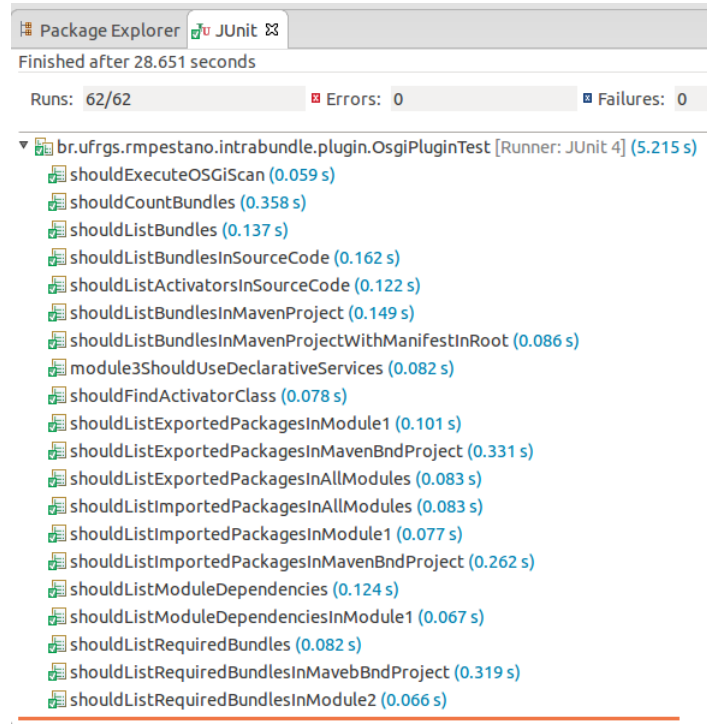 Package Explorer JUnit
Finished after 28.651 seconds
Runs: 62/62 Errors: 0 Failures: 0
br.ufrgs.rmpestano.intrabundle.plugin.OsgiPluginTest [Runner: JUnit 4] (5.215 s)
shouldExecuteOSGiScan (0.059 s)
shouldCountBundles (0.358 s)
shouldListBundles (0.137 s)
shouldListBundlesInSourceCode (0.162 s)
shouldListActivatorsInSourceCode (0.122 s)
shouldListBundlesInMavenProject (0.149 s)
shouldListBundlesInMavenProjectWithManifestInRoot (0.086 s)
module3ShouldUseDeclarativeServices (0.082 s)
shouldFindActivatorClass (0.078 s)
shouldListExportedPackagesInModule1 (0.101 s)
shouldListExportedPackagesInMavenBndProject (0.331 s)
shouldListExportedPackagesInAllModules (0.083 s)
shouldListImportedPackagesInAllModules (0.083 s)
shouldListImportedPackagesInModule1 (0.077 s)
shouldListImportedPackagesInMavenBndProject (0.262 s)
shouldListModuleDependencies (0.124 s)
shouldListModuleDependenciesInModule1 (0.067 s)
shouldListRequiredBundles (0.082 s)
shouldListRequiredBundlesInMavebBndProject (0.319 s)
shouldListRequiredBundlesInModule2 (0.066 s)